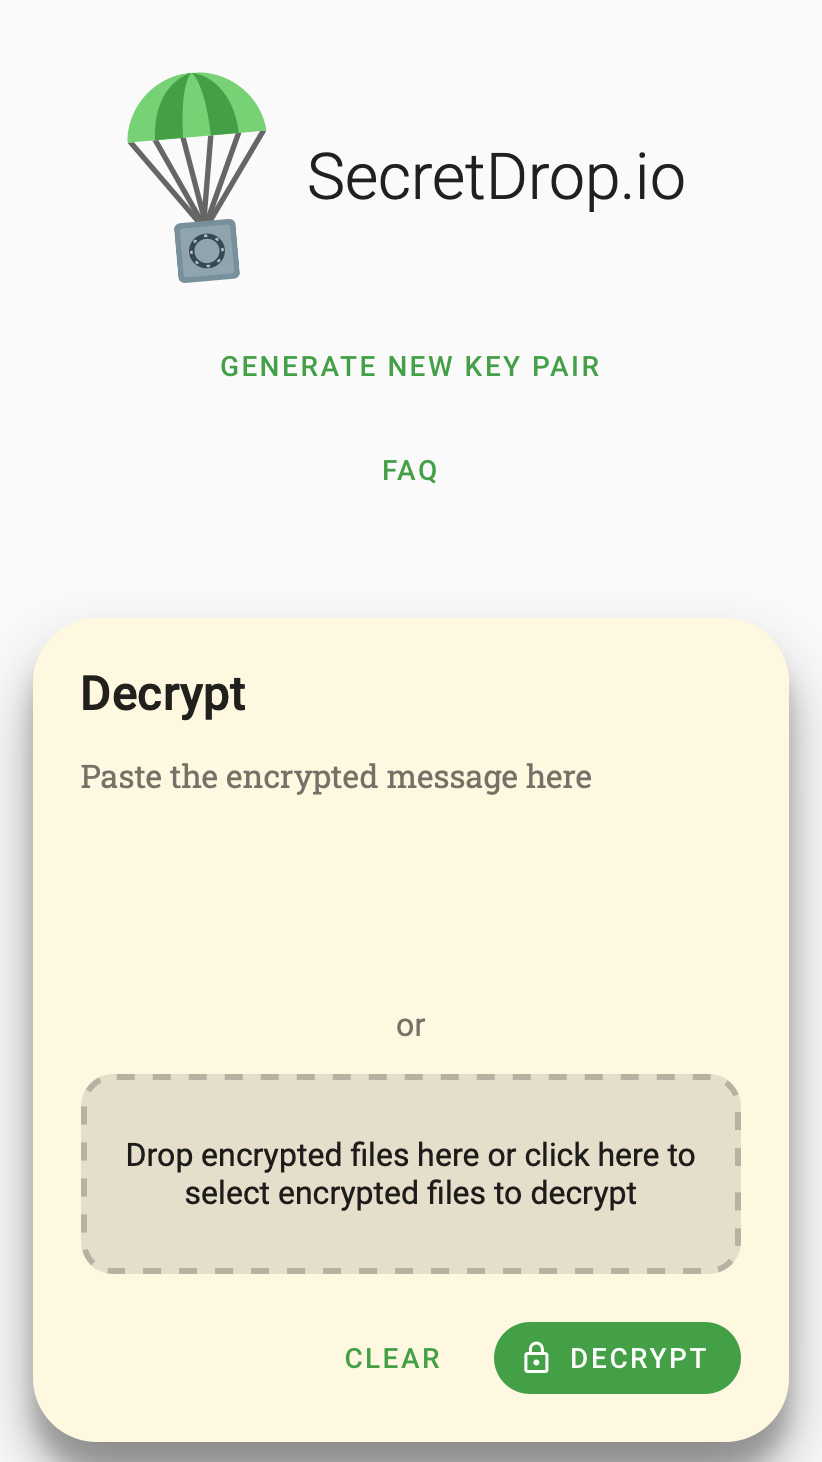 SecretDrop.io
GENERATE NEW KEY PAIR
FAQ
Decrypt
Paste the encrypted message here
or
Drop encrypted files here or click here to
select encrypted files to decrypt
CLEAR
DECRYPT